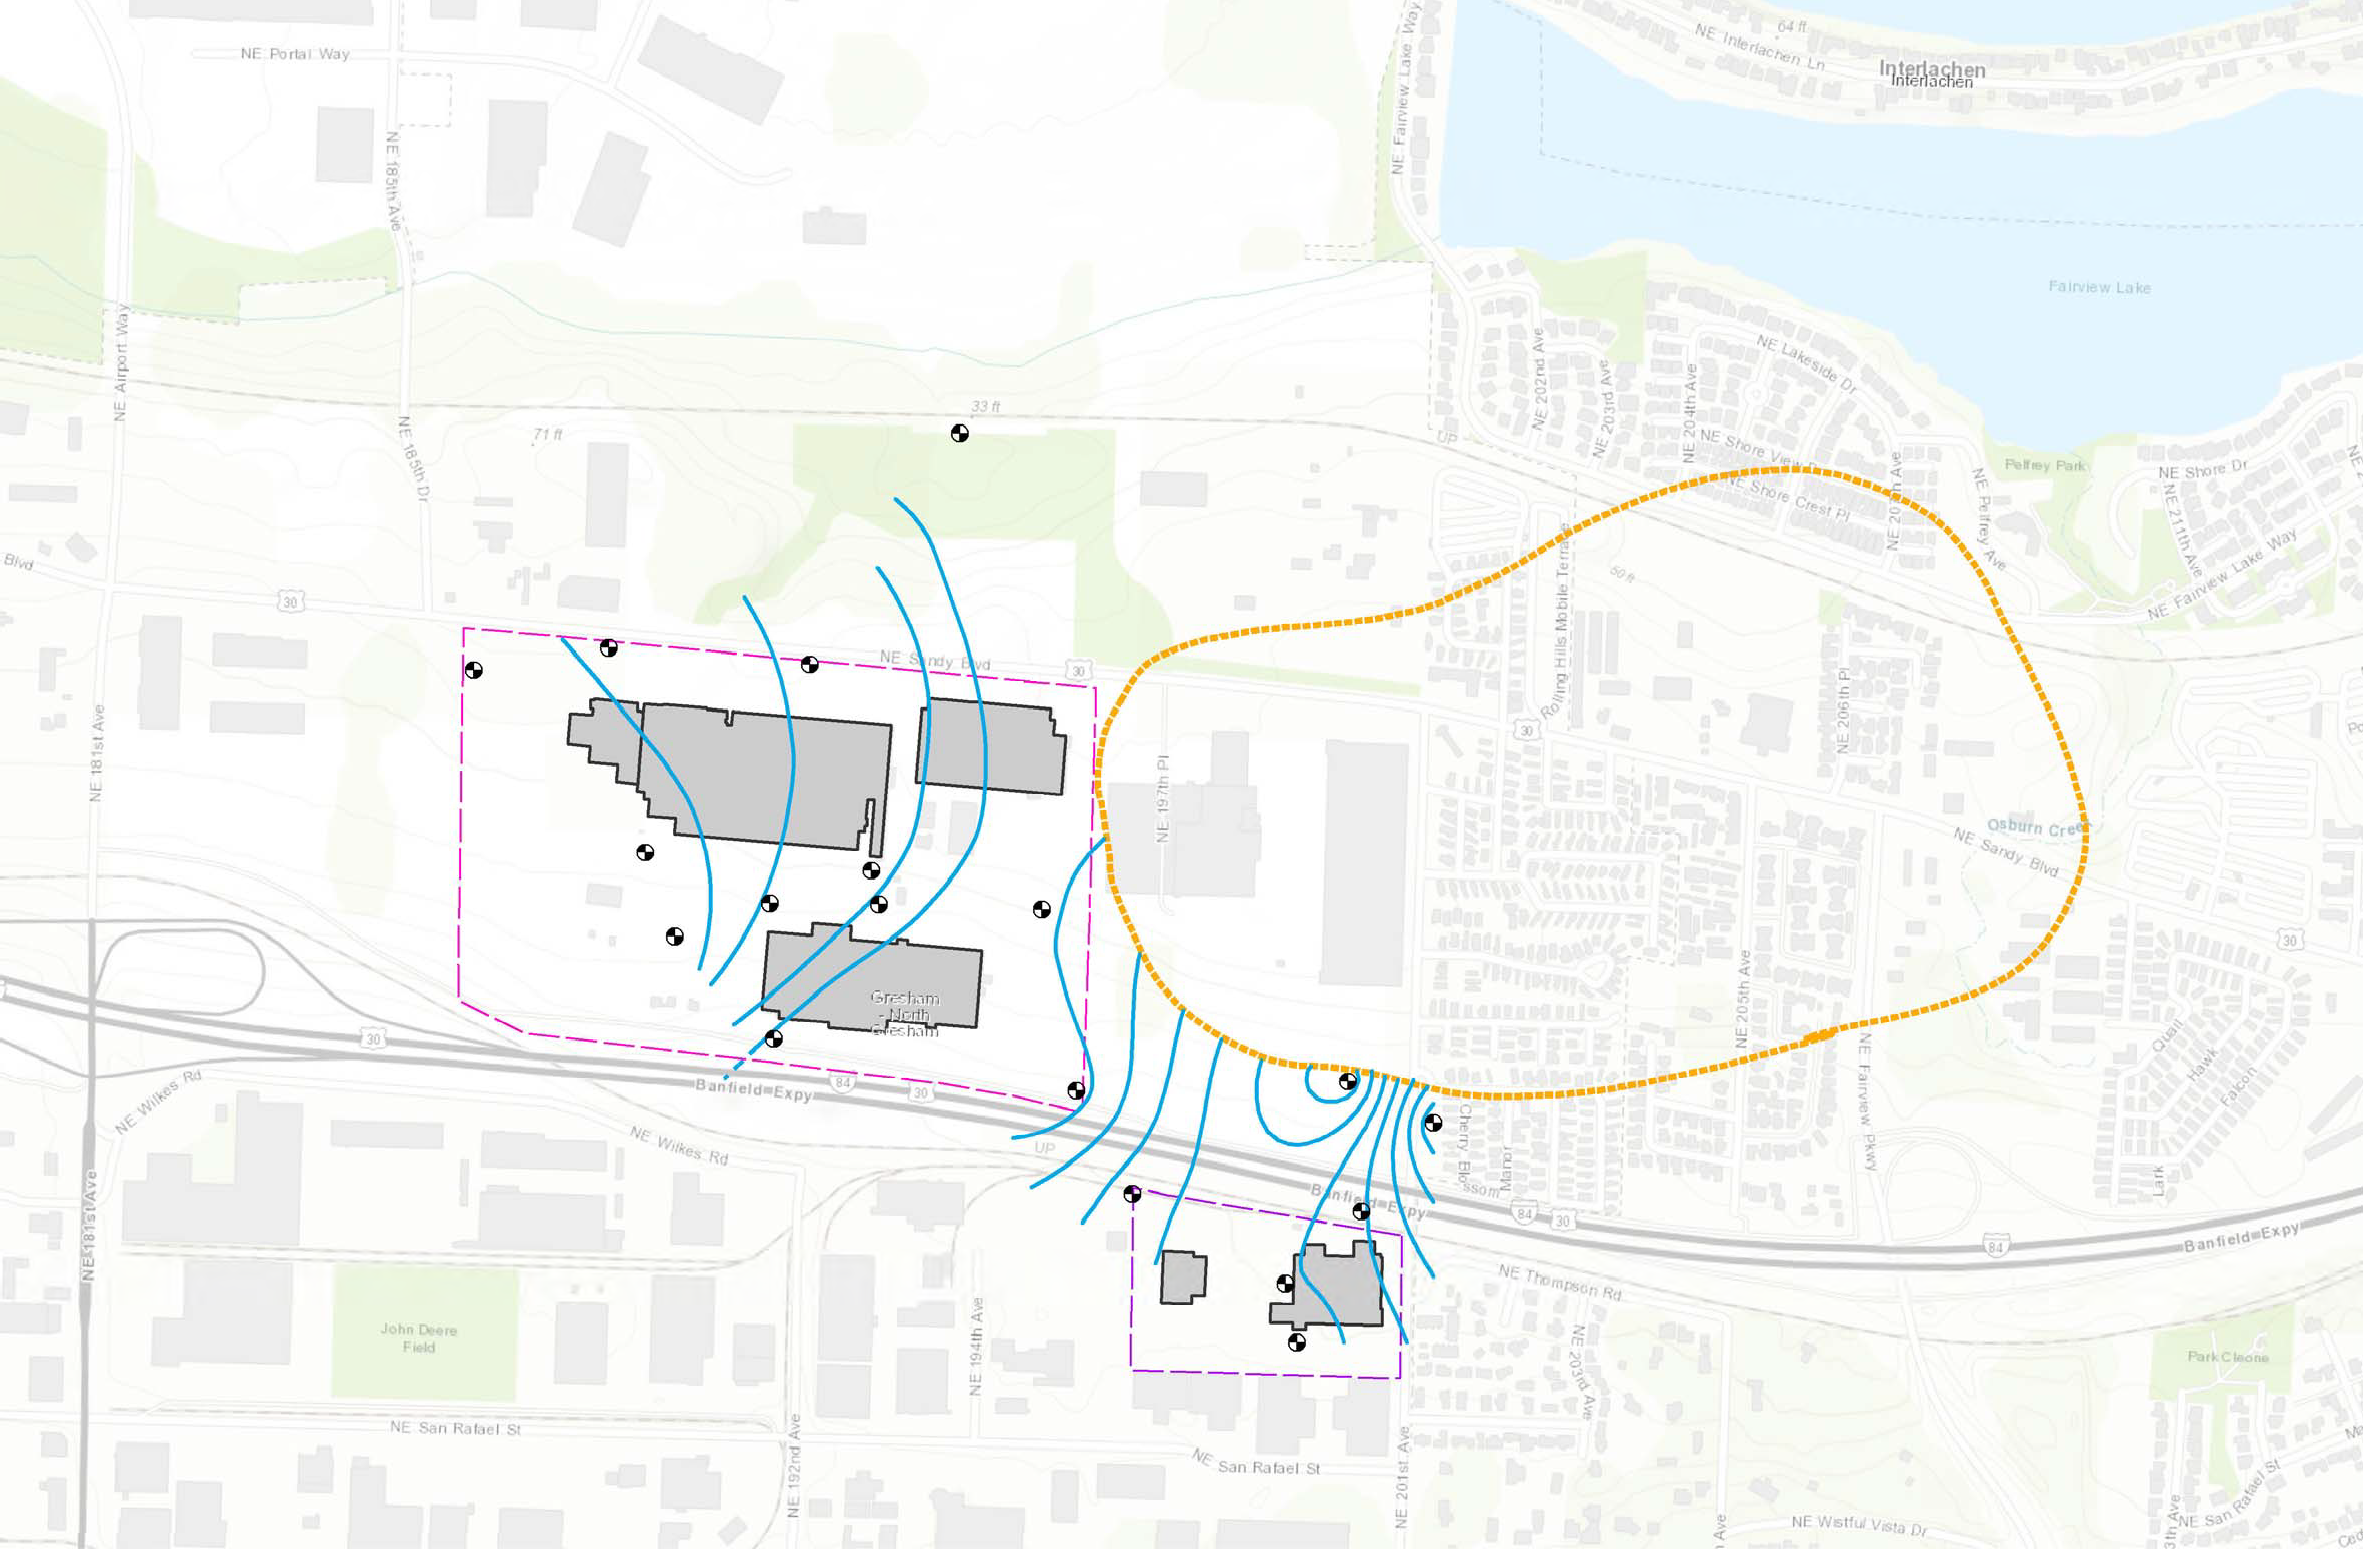 NE Portal Way
NE 185th Ave
NE Airport Way
NE Fairview Lake Way
NE Interlachen Ln
64 ft
Interlachen
Interlachen
Fairview Lake
33 ft
71 ft
NE 185th Dr
UP
NE 202nd Ave
NE 203rd Ave
NE 204th Ave
NE Lakeside Dr
NE Shore View
NE Shore Crest Pl
NE Pelfrey Ave
Pelfrey Park
NE Shore Dr
NE 211th Ave
NE Fairview Lake Way
Blvd
30
NE Sandy Blvd
30
50 ft
Rolling Hills Mobile Terrace
30
NE 206th Pl
NE 181st Ave
NE 197th Pl
Osburn Creek
NE Sandy Blvd
30
NE 205th Ave
Gresham
- North
Gresham
30
Banfield Expy
84
30
NE Wilkes Rd
NE Wilkes Rd
UP
NE Fairview Pkwy
Quail
Hawk
Falcon
Lark
Cherry Blossom
Manor
Banfield Expy
84
30
84
Banfield Expy
NE 181st Ave
NE Thompson Rd
John Deere
Field
NE 194th Ave
NE 203rd Ave
Park Cleone
NE San Rafael St
NE 192nd Ave
NE San Rafael St
NE 201st Ave
Ave
NE Wistful Vista Dr
NE San Rafael St